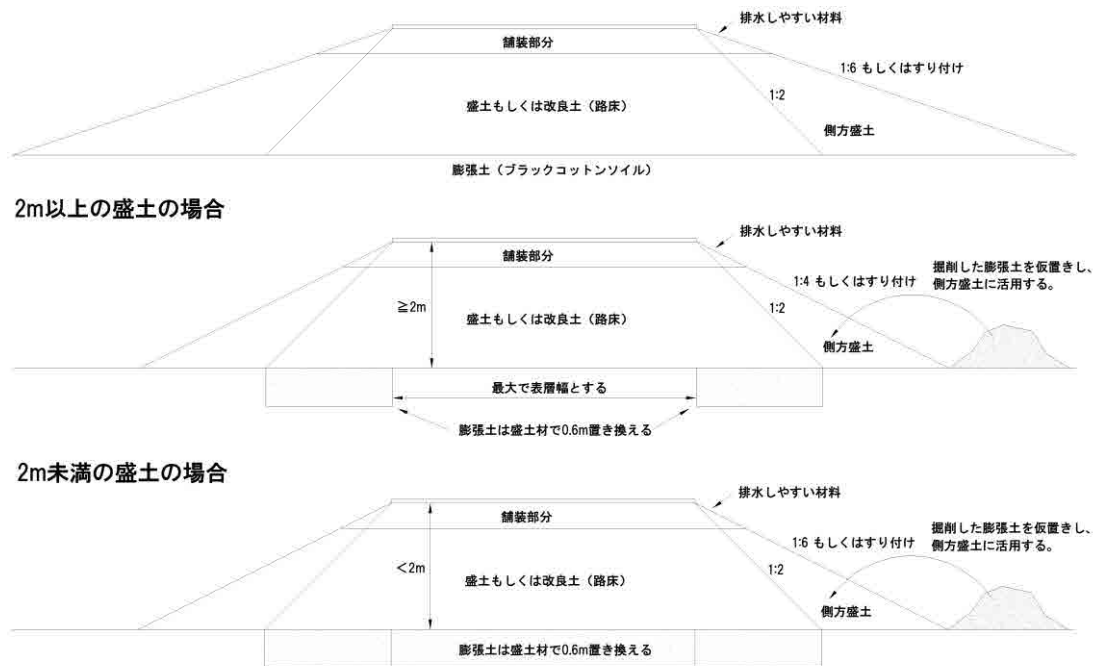 排水しやすい材料
舗装部分
1:6 もしくはすり付け
1:2
盛土もしくは改良土（路床）
側方盛土
膨張土（ブラックコットンソイル）
2m以上の盛土の場合
排水しやすい材料
舗装部分
掘削した膨張土を仮置きし、
側方盛土に活用する。
1:4 もしくはすり付け
≧2m
1:2
盛土もしくは改良土（路床）
側方盛土
最大で表層幅とする
膨張土は盛土材で0.6m置き換える
2m未満の盛土の場合
排水しやすい材料
舗装部分
掘削した膨張土を仮置きし、
側方盛土に活用する。
1:6 もしくはすり付け
＜2m
1:2
盛土もしくは改良土（路床）
側方盛土
膨張土は盛土材で0.6m置き換える